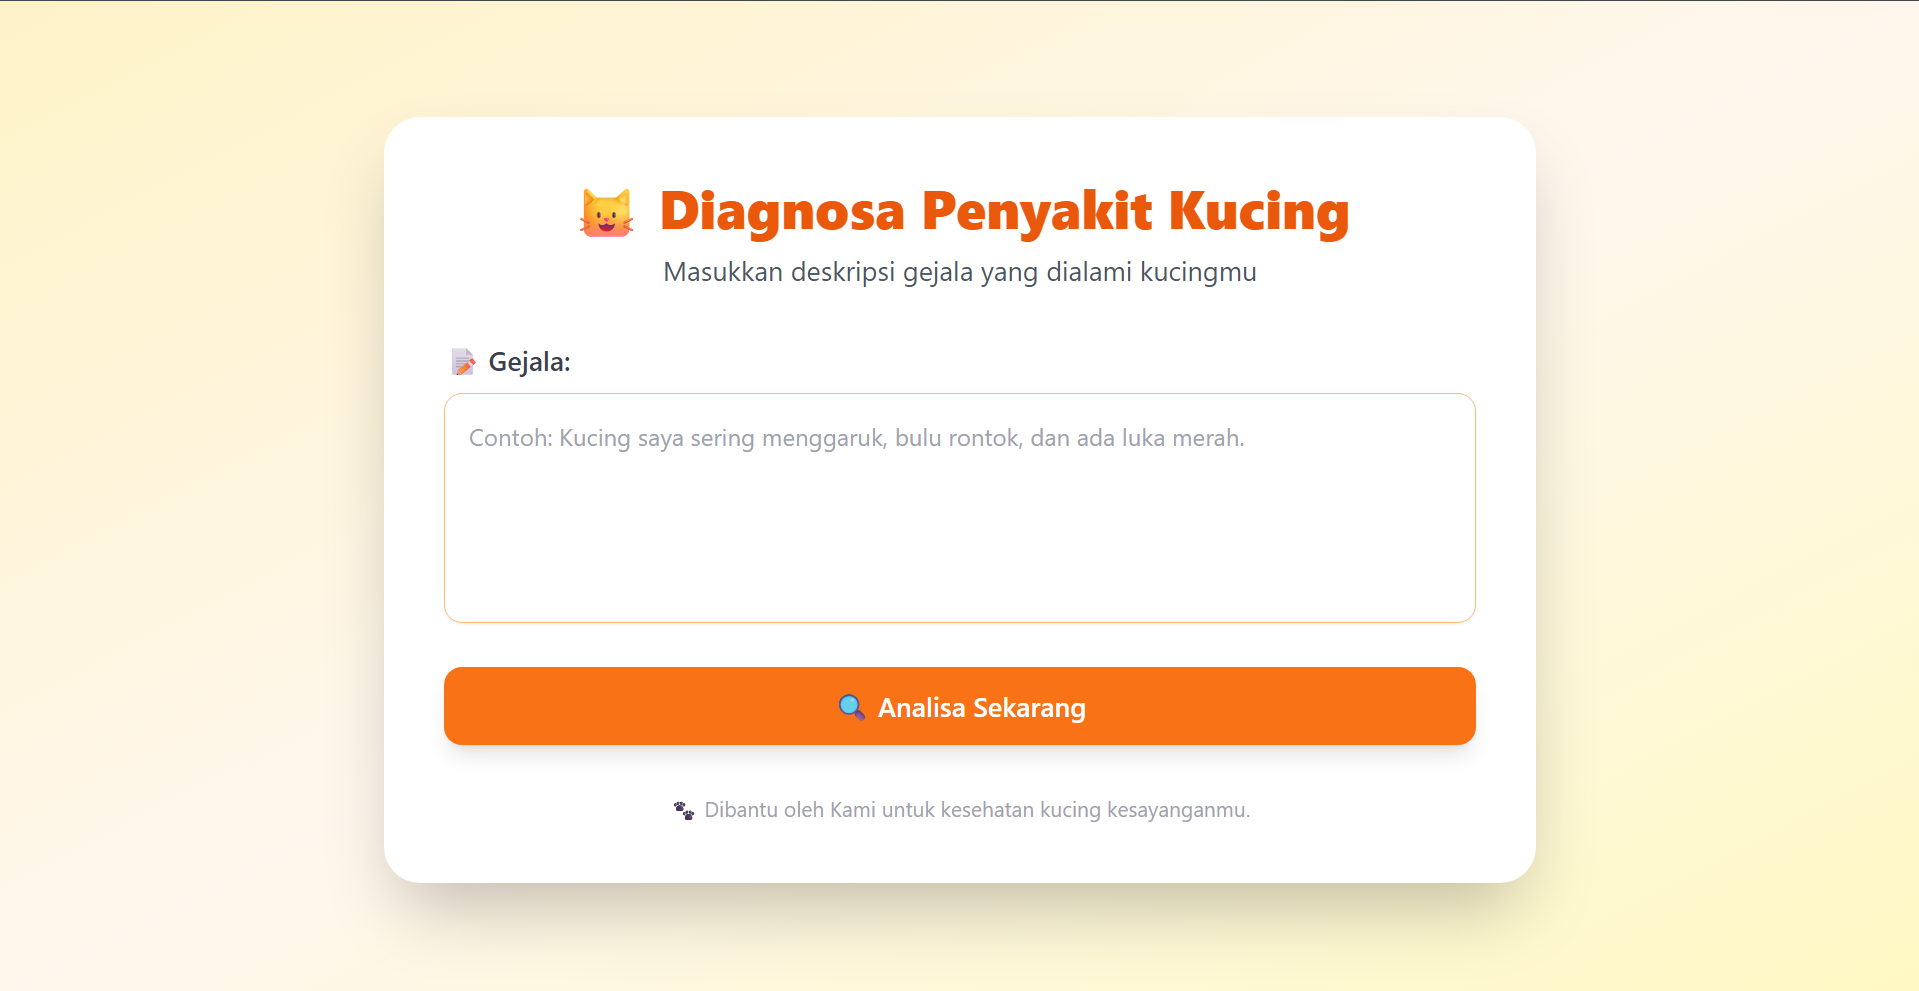 Diagnosa Penyakit Kucing
Masukkan deskripsi gejala yang dialami kucingmu
Gejala:
Contoh: Kucing saya sering menggaruk, bulu rontok, dan ada luka merah.
Analisa Sekarang
Dibantu oleh Kami untuk kesehatan kucing kesayanganmu.